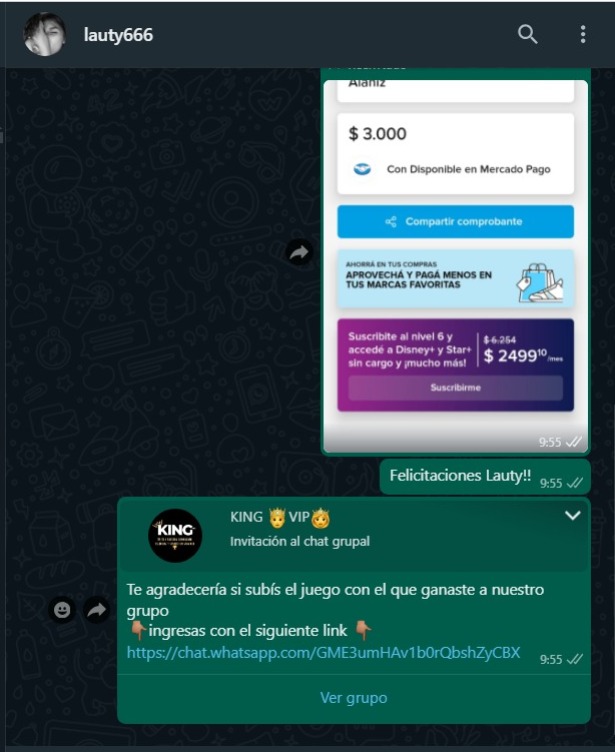 lauty666
Alaniz
$ 3.000
Con Disponible en Mercado Pago
Compartir comprobante
AHORRÁ EN TUS COMPRAS
APROVECHÁ Y PAGÁ MENOS EN
TUS MARCAS FAVORITAS
Suscribite al nivel 6 y
accedé a Disney+ y Star+
sin cargo y ¡mucho más!
$ 6.254
$ 2499¹⁰/mes
Suscribirme
9:55
Felicitaciones Lauty!!
9:55
KING
KING 🤴 VIP 👸
Invitación al chat grupal
Te agradecería si subís el juego con el que ganaste a nuestro
grupo
👇🏽ingresas con el siguiente link 👇🏽
https://chat.whatsapp.com/GME3umHAv1b0rQbshZyCBX
9:55
Ver grupo